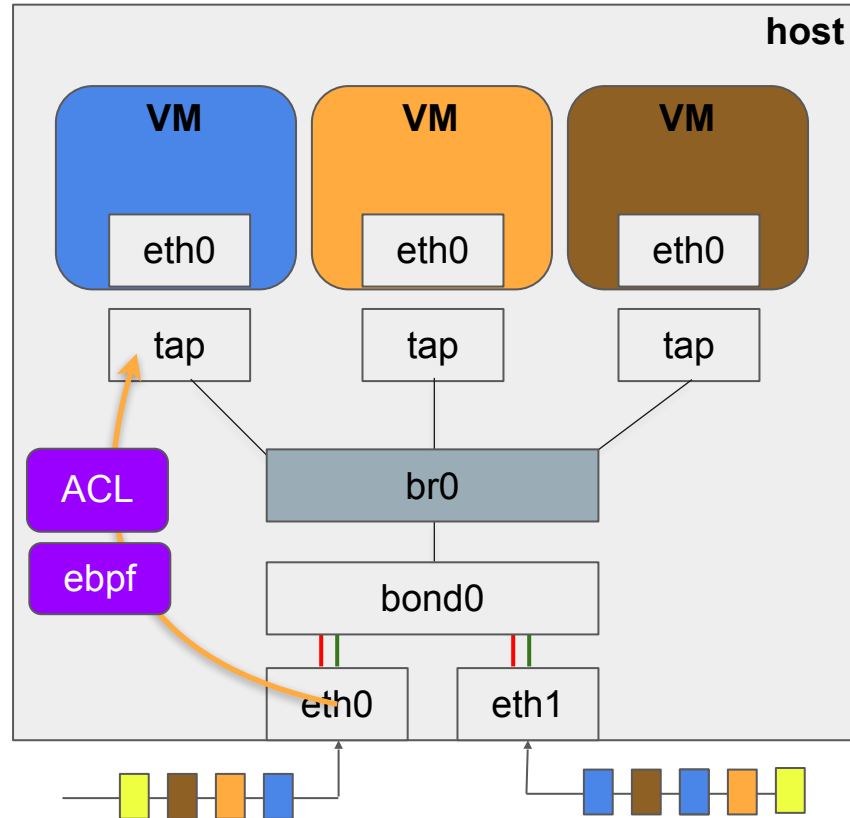 host
VM VM VM
eth0 eth0 eth0
tap tap tap
ACL
br0
ebpf
bond0
eth0 eth1